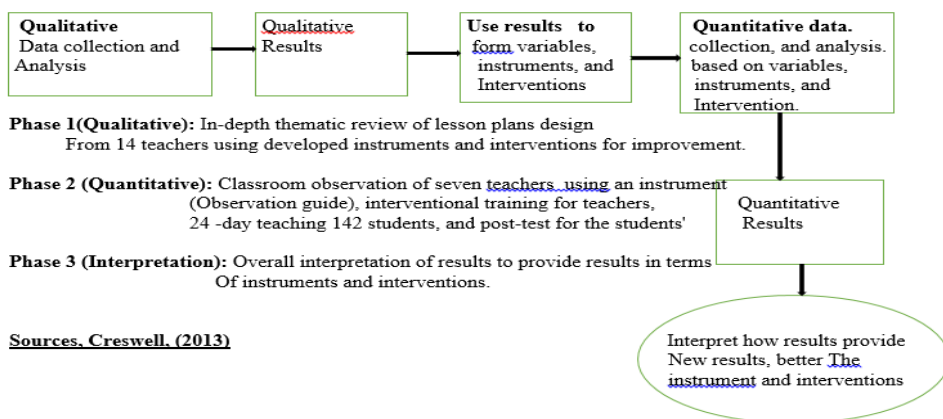 Qualitative
Data collection and
Analysis
Qualitative
Results
Use results to
form variables,
instruments, and
Interventions
Quantitative data.
collection, and analysis.
based on variables,
instruments, and
Intervention.
Phase 1(Qualitative): In-depth thematic review of lesson plans design
From 14 teachers using developed instruments and interventions for improvement.
Phase 2 (Quantitative): Classroom observation of seven teachers using an instrument
(Observation guide), interventional training for teachers,
24 -day teaching 142 students, and post-test for the students'
Quantitative
Results
Phase 3 (Interpretation): Overall interpretation of results to provide results in terms
Of instruments and interventions.
Sources, Creswell, (2013)
Interpret how results provide
New results, better The
instrument and interventions